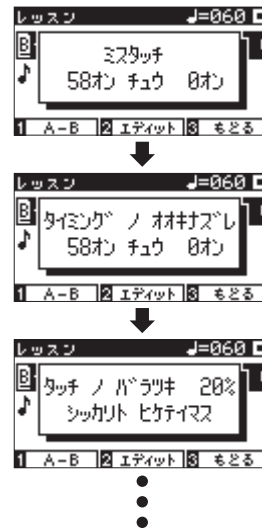 レッスン ♩=060
B
ミスタッチ
♪
58オン チュウ 0オン
1 A-B 2 エディット 3 もどる
レッスン ♩=060
B
タイミング ノ オオキナズレ
♪
58オン チュウ 0オン
1 A-B 2 エディット 3 もどる
レッスン ♩=060
B
タッチ ノ バラツキ 20%
♪
シッカリト ヒケテイマス
1 A-B 2 エディット 3 もどる